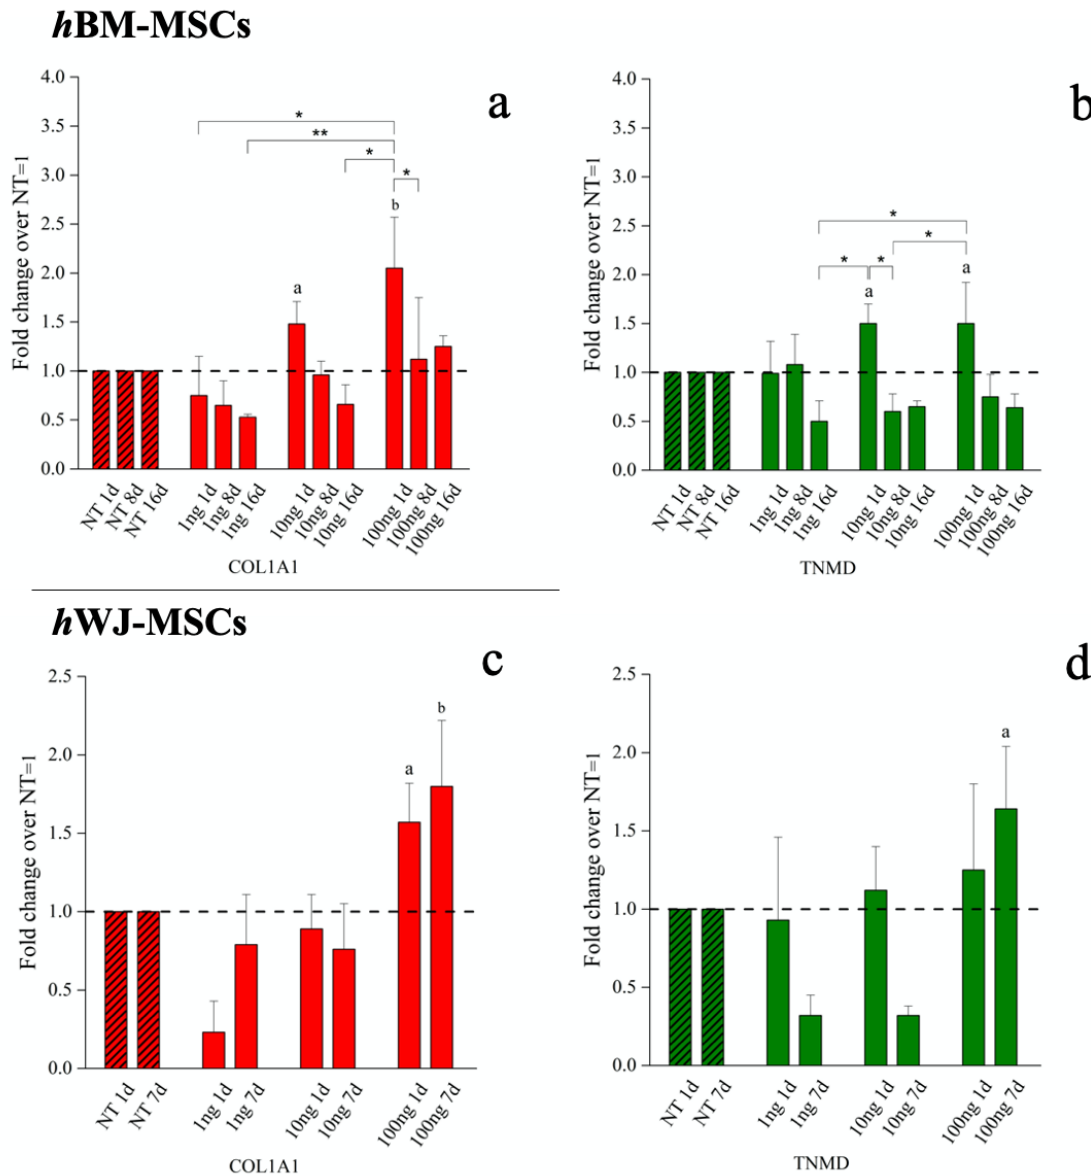 hBM-MSCs
a
Fold change over NT=1
4.0
3.5
3.0
2.5
2.0
1.5
1.0
0.5
0.0
*
**
*
*
a
b
NT 1d
NT 8d
NT 16d
1ng 1d
1ng 8d
1ng 16d
10ng 1d
10ng 8d
10ng 16d
100ng 1d
100ng 8d
100ng 16d
COL1A1
b
Fold change over NT=1
4.0
3.5
3.0
2.5
2.0
1.5
1.0
0.5
0.0
*
*
*
*
a
a
NT 1d
NT 8d
NT 16d
1ng 1d
1ng 8d
1ng 16d
10ng 1d
10ng 8d
10ng 16d
100ng 1d
100ng 8d
100ng 16d
TNMD
hWJ-MSCs
c
Fold change over NT=1
2.5
2.0
1.5
1.0
0.5
0.0
a
b
NT 1d
NT 7d
1ng 1d
1ng 7d
10ng 1d
10ng 7d
100ng 1d
100ng 7d
COL1A1
d
Fold change over NT=1
2.5
2.0
1.5
1.0
0.5
0.0
a
NT 1d
NT 7d
1ng 1d
1ng 7d
10ng 1d
10ng 7d
100ng 1d
100ng 7d
TNMD